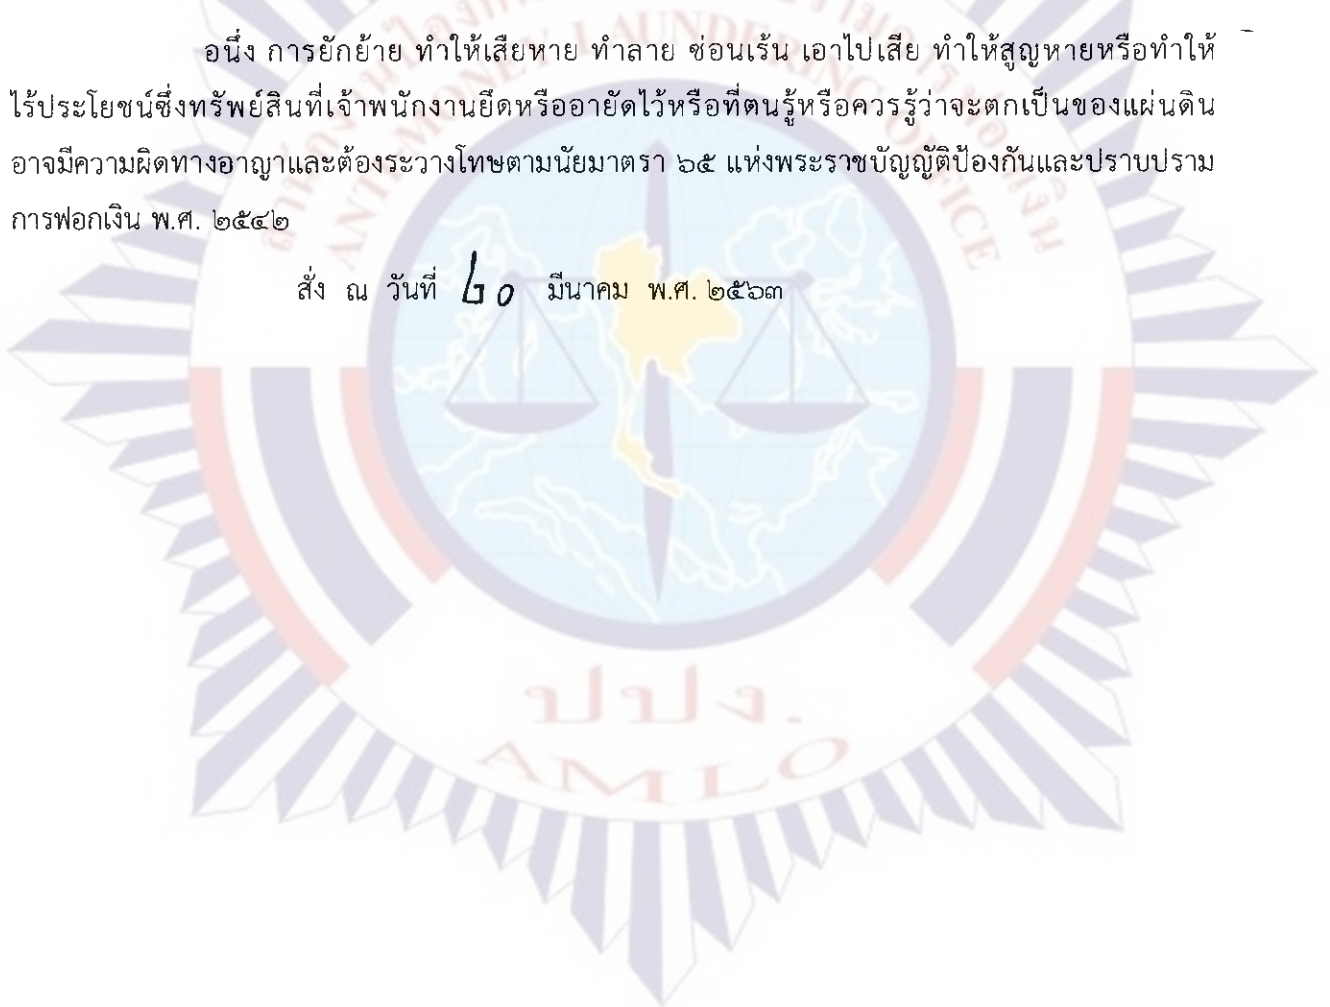 อนึ่ง การยักย้าย ทำให้เสียหาย ทำลาย ซ่อนเร้น เอาไปเสีย ทำให้สูญหายหรือทำให้
ไร้ประโยชน์ซึ่งทรัพย์สินที่เจ้าพนักงานยึดหรืออายัดไว้หรือที่ตนรู้หรือควรรู้ว่าจะตกเป็นของแผ่นดิน
อาจมีความผิดทางอาญาและต้องระวางโทษตามนัยมาตรา ๖๕ แห่งพระราชบัญญัติป้องกันและปราบปราม
การฟอกเงิน พ.ศ. ๒๕๔๒
สั่ง ณ วันที่ ๒๐ มีนาคม พ.ศ. ๒๕๖๓
ANTI MONEY LAUNDERING OFFICE
ปปง.
AMLO